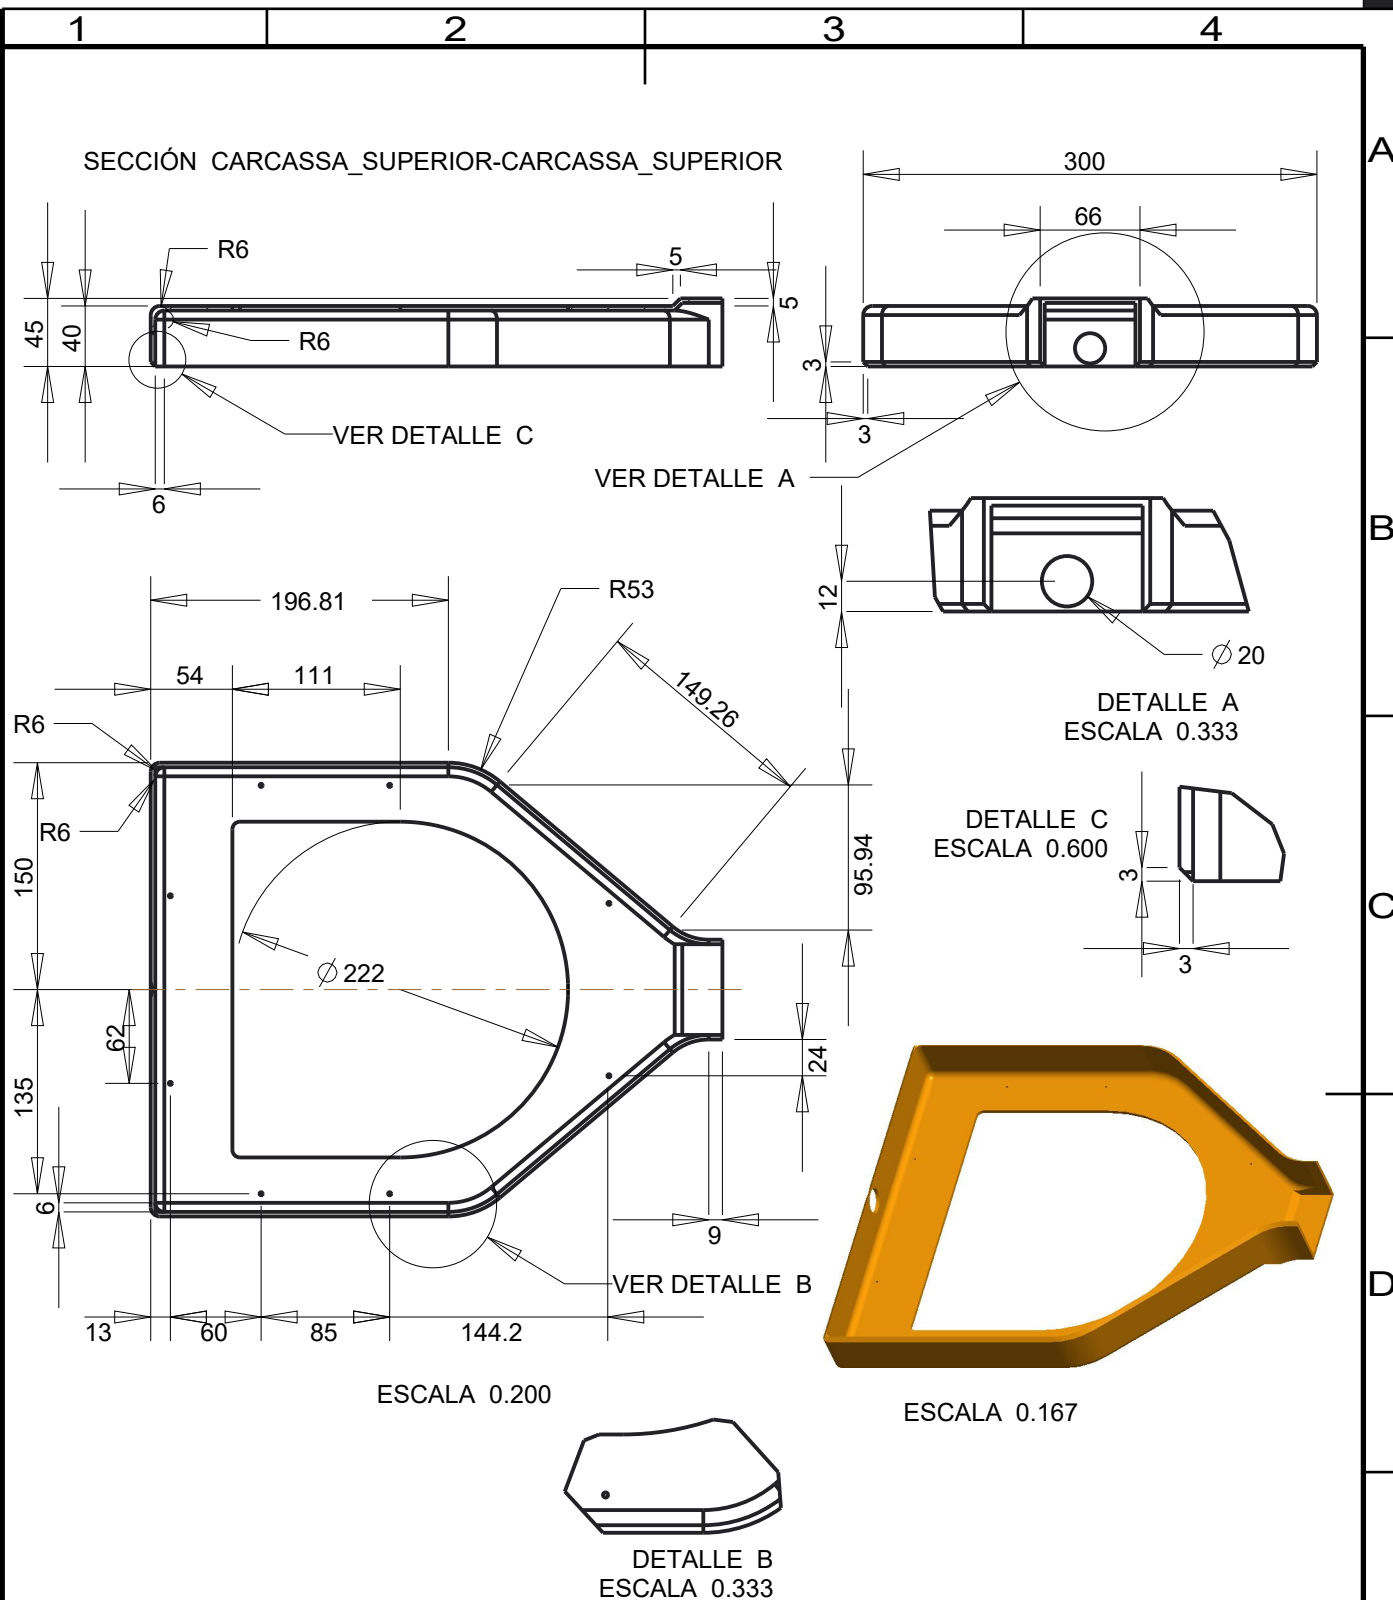 1 2 3 4
A
SECCIÓN CARCASSA_SUPERIOR-CARCASSA_SUPERIOR
300
66
R6
5
5
45
40
R6
3
3
VER DETALLE C
VER DETALLE A
6
B
12
Ø 20
DETALLE A
ESCALA 0.333
196.81
R53
54
111
149.26
R6
R6
150
95.94
DETALLE C
ESCALA 0.600
3
3
C
Ø 222
62
135
24
6
9
VER DETALLE B
D
13
60
85
144.2
ESCALA 0.200
ESCALA 0.167
DETALLE B
ESCALA 0.333